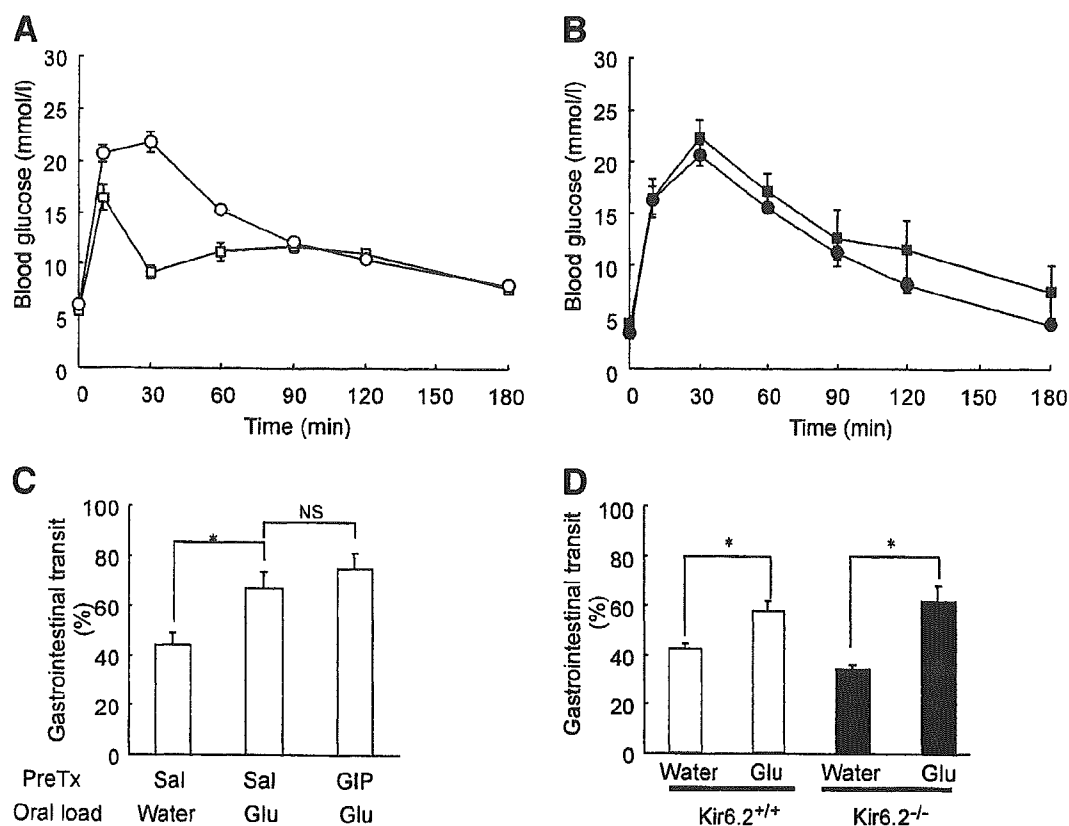 A
Blood glucose (mmol/l)
30
25
20
15
10
5
0
0 30 60 90 120 150 180
Time (min)
B
Blood glucose (mmol/l)
30
25
20
15
10
5
0
0 30 60 90 120 150 180
Time (min)
C
Gastrointestinal transit
(%)
100
80
60
40
20
0
*
NS
PreTx Sal Sal GIP
Oral load Water Glu Glu
D
Gastrointestinal transit
(%)
100
80
60
40
20
0
* *
Water Glu Water Glu
Kir6.2+/+ Kir6.2-/-